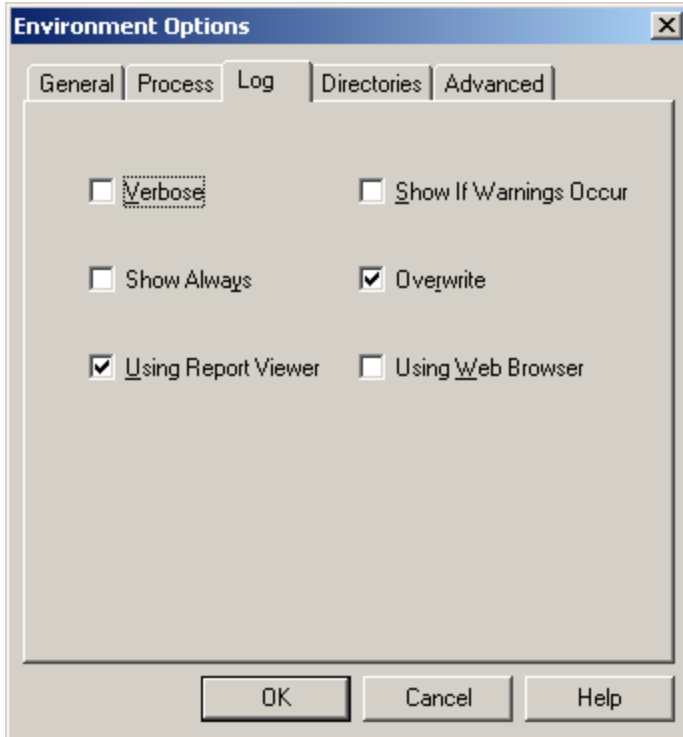 Environment Options
General Process Log Directories Advanced
Verbose Show If Warnings Occur
Show Always Overwrite
Using Report Viewer Using Web Browser
OK Cancel Help